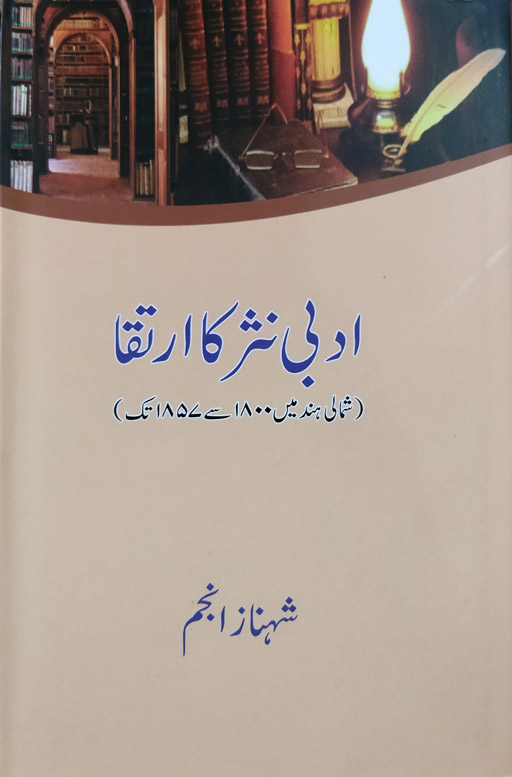 ادبی نثر کا ارتقا
(شمالی ہند میں ۱۸۰۰ سے ۱۸۵۷ تک)
شہناز انجم